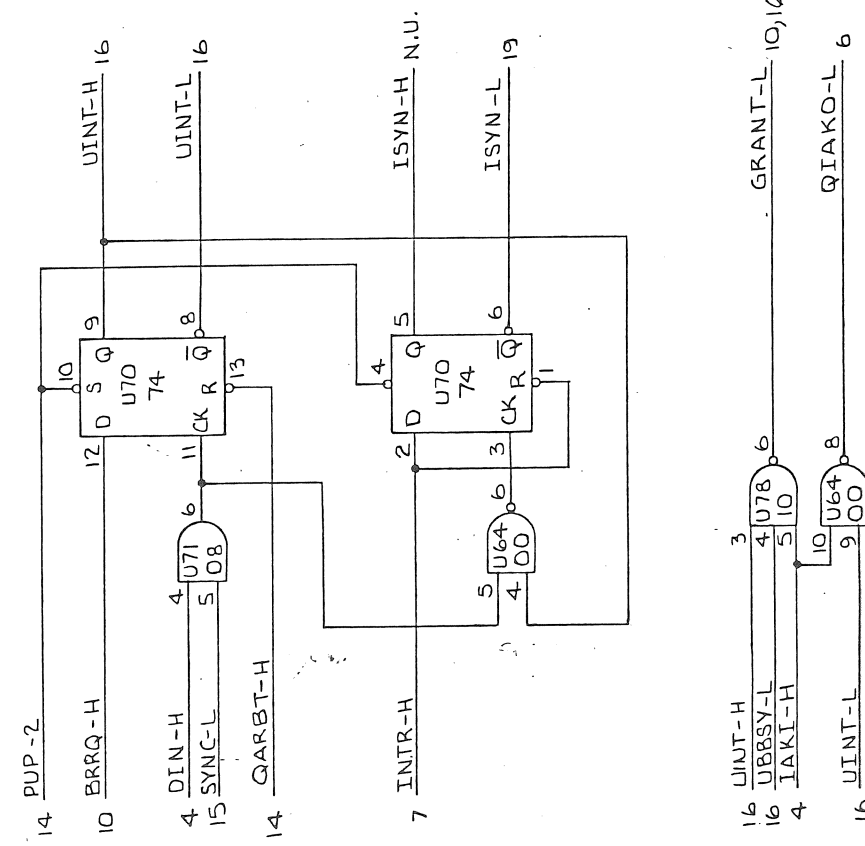 14 PUP-2
10
12 D S Q 9 UINT-H 16
10 BRRQ-H
U70
74
4 DIN-H 4
U71
08
6
11 CK R Q 8 UINT-L 16
15 SYNC-L 5
13
14 QARBT-H
4
7 INTR-H 2 D Q 5 ISYN-H N.U.
U70
74
5
U64
00
6
3 CK R Q 6 ISYN-L 19
4
1
16 UINT-H 3
16 UBBSY-L 4 U78 6 GRANT-L 10,16
4 IAKI-H 5 10
10 U64 8 QIAKO-L 6
16 UINT-L 9 00